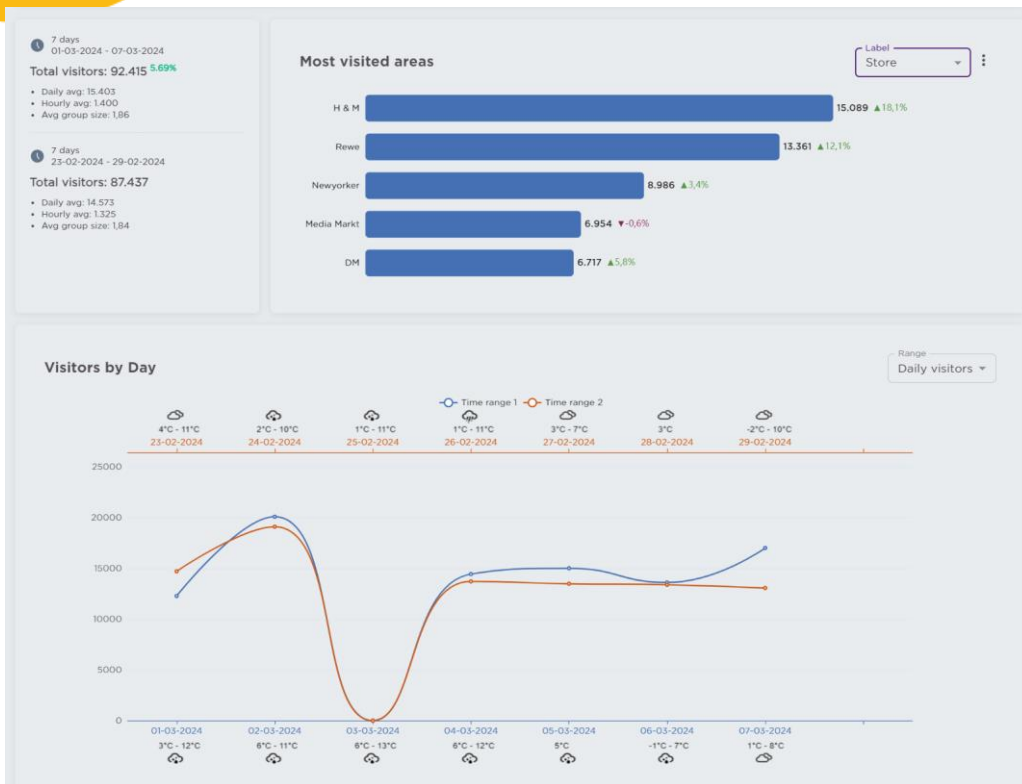 7 days
01-03-2024 - 07-03-2024
Total visitors: 92.415 5.69%
• Daily avg: 15.403
• Hourly avg: 1.400
• Avg group size: 1,86
7 days
23-02-2024 - 29-02-2024
Total visitors: 87.437
• Daily avg: 14.573
• Hourly avg: 1.325
• Avg group size: 1,84
Most visited areas
Label
Store
H & M 15.089 ▲18,1%
Rewe 13.361 ▲12,1%
Newyorker 8.986 ▲3,4%
Media Markt 6.954 ▼-0,6%
DM 6.717 ▲5,8%
Visitors by Day
Range
Daily visitors
Time range 1 Time range 2
4°C - 11°C 2°C - 10°C 1°C - 11°C 1°C - 11°C 3°C - 7°C 3°C -2°C - 10°C
23-02-2024 24-02-2024 25-02-2024 26-02-2024 27-02-2024 28-02-2024 29-02-2024
25000
20000
15000
10000
5000
0
01-03-2024 02-03-2024 03-03-2024 04-03-2024 05-03-2024 06-03-2024 07-03-2024
3°C - 12°C 6°C - 11°C 6°C - 13°C 6°C - 12°C 5°C -1°C - 7°C 1°C - 8°C